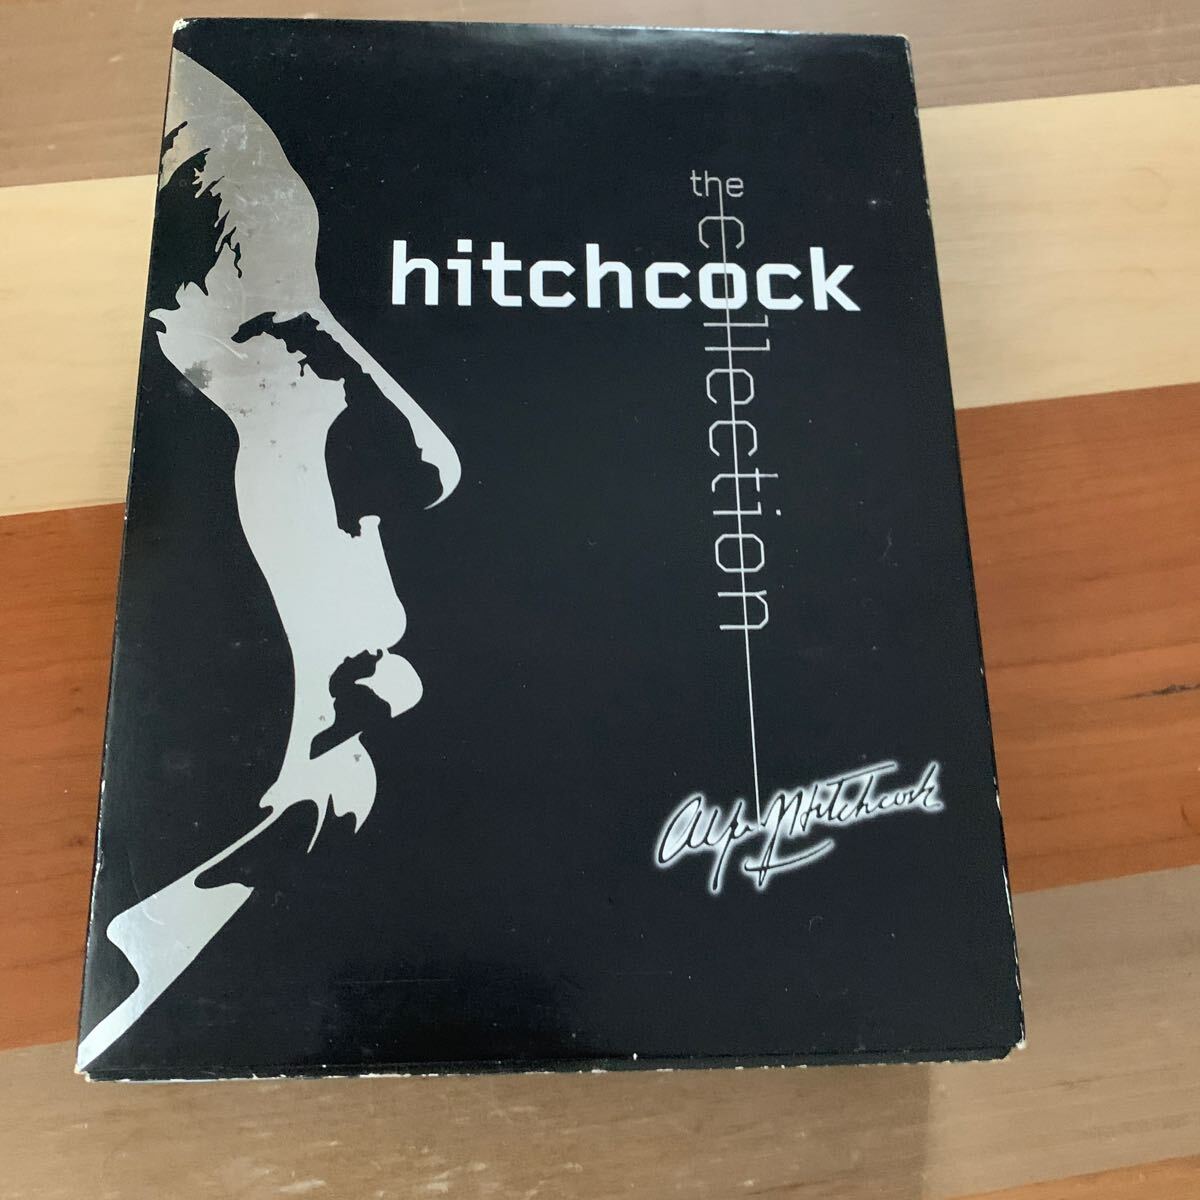 the
collection
hitchcock
Alfred Hitchcock